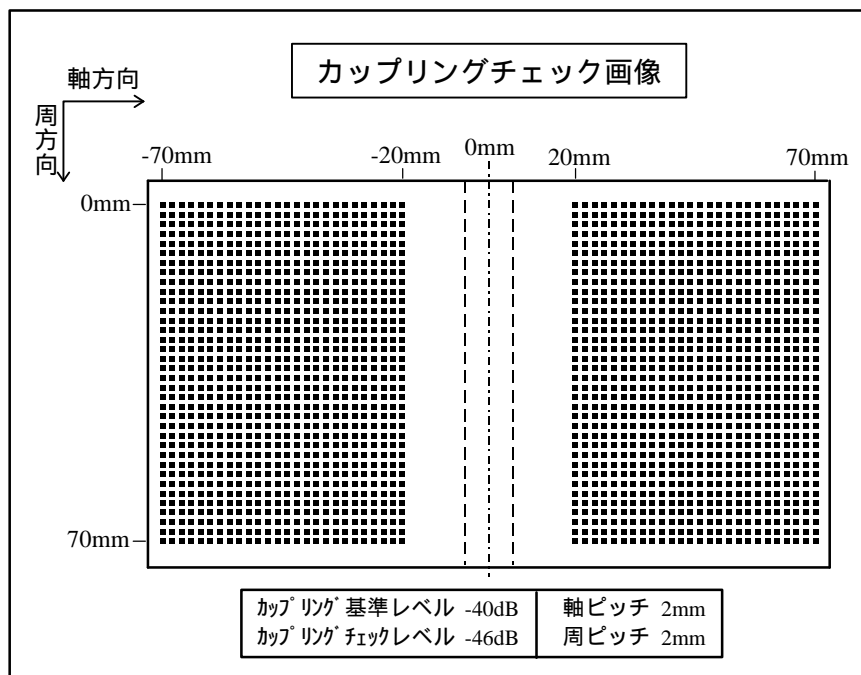 カップリングチェック画像
軸方向
周方向
-70mm
-20mm
0mm
20mm
70mm
0mm
70mm
ｶｯﾌﾟﾘﾝｸﾞ基準レベル -40dB
軸ピッチ 2mm
ｶｯﾌﾟﾘﾝｸﾞﾁｪｯｸレベル -46dB
周ピッチ 2mm